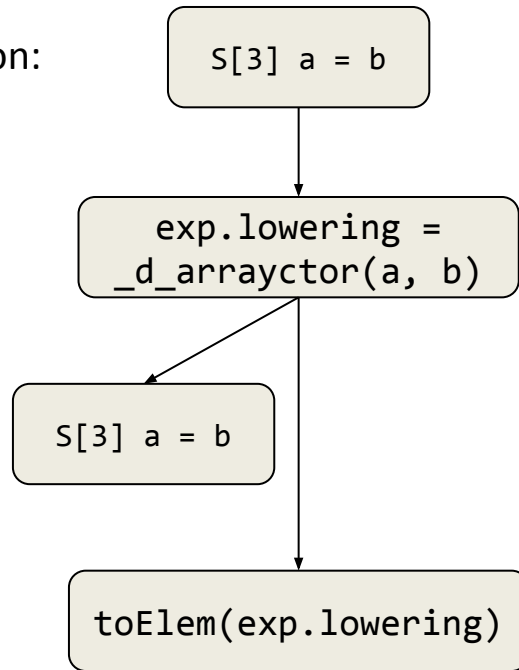 on:
S[3] a = b
exp.lowering =
_d_arrayctor(a, b)
S[3] a = b
toElem(exp.lowering)